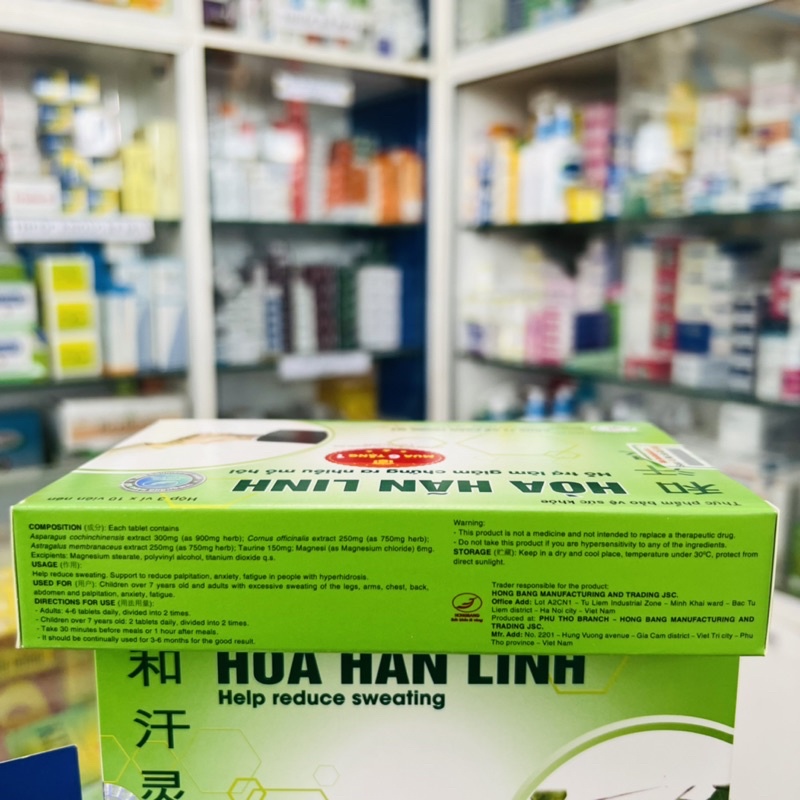 Hộp 3 vỉ x 10 viên nén
HÒA HÃN LINH
Hỗ trợ làm giảm chứng ra nhiều mồ hôi
MUA 6 TẶNG 1
Thực phẩm bảo vệ sức khỏe
和
汗
COMPOSITION (成分): Each tablet contains
Asparagus cochinchinensis extract 300mg (as 900mg herb); Cornus officinalis extract 250mg (as 750mg herb);
Astragalus membranaceus extract 250mg (as 750mg herb); Taurine 150mg; Magnesi (as Magnesium chloride) 6mg.
Excipients: Magnesium stearate, polyvinyl alcohol, titanium dioxide q.s.
USAGE (作用):
Help reduce sweating. Support to reduce palpitation, anxiety, fatigue in people with hyperhidrosis.
USED FOR (用户): Children over 7 years old and adults with excessive sweating of the legs, arms, chest, back,
abdomen and palpitation, anxiety, fatigue.
DIRECTIONS FOR USE (用法用量):
- Adults: 4-6 tablets daily, divided into 2 times.
- Children over 7 years old: 2 tablets daily, divided into 2 times.
- Take 30 minutes before meals or 1 hour after meals.
- It should be continually used for 3-6 months for the good result.
Warning:
- This product is not a medicine and not intended to replace a therapeutic drug.
- Do not take this product if you are hypersensitivity to any of the ingredients.
STORAGE (贮藏): Keep in a dry and cool place, temperature under 30°C, protect from
direct sunlight.
Trader responsible for the product:
HONG BANG MANUFACTURING AND TRADING JSC.
Office Add: Lot A2CN1 – Tu Liem Industrial Zone – Minh Khai ward – Bac Tu
Liem district – Ha Noi city – Viet Nam
Produced at: PHU THO BRANCH – HONG BANG MANUFACTURING AND
TRADING JSC.
Mfr. Add: No. 2201 – Hung Vuong avenue – Gia Cam district – Viet Tri city – Phu
Tho province – Viet Nam
HÒA HÃN LINH
Help reduce sweating
和
汗
灵